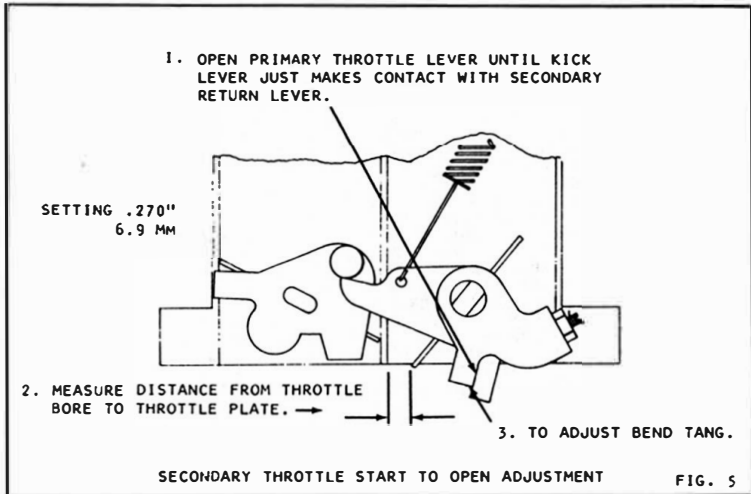 1. OPEN PRIMARY THROTTLE LEVER UNTIL KICK
LEVER JUST MAKES CONTACT WITH SECONDARY
RETURN LEVER.
SETTING .270"
6.9 MM
2. MEASURE DISTANCE FROM THROTTLE
BORE TO THROTTLE PLATE. →
3. TO ADJUST BEND TANG.
SECONDARY THROTTLE START TO OPEN ADJUSTMENT
FIG. 5